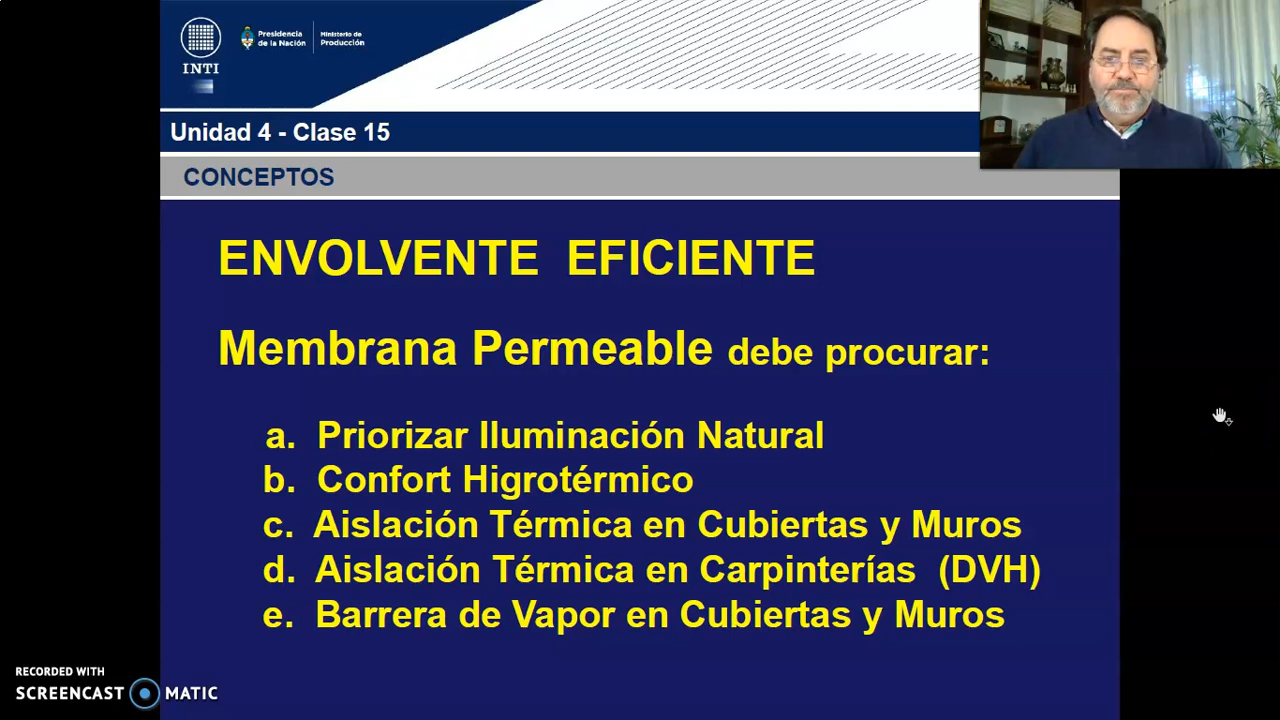 INTI
Presidencia
de la Nación
Ministerio de
Producción
Unidad 4 - Clase 15
CONCEPTOS
ENVOLVENTE EFICIENTE
Membrana Permeable debe procurar:
a. Priorizar Iluminación Natural
b. Confort Higrotérmico
c. Aislación Térmica en Cubiertas y Muros
d. Aislación Térmica en Carpinterías (DVH)
e. Barrera de Vapor en Cubiertas y Muros
RECORDED WITH
SCREENCAST MATIC